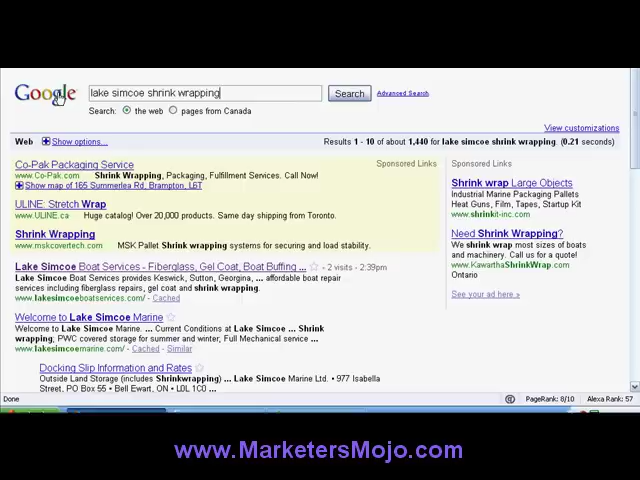 Google lake simcoe shrink wrapping Search Advanced Search
Search: the web pages from Canada
View customizations
Web Show options... Results 1 - 10 of about 1,440 for lake simcoe shrink wrapping. (0.21 seconds)
Co-Pak Packaging Service Sponsored Links
www.Co-Pak.com Shrink Wrapping, Packaging, Fulfillment Services. Call Now!
Show map of 165 Summerlea Rd, Brampton, L6T
ULINE: Stretch Wrap
www.ULINE.ca Huge catalog! Over 20,000 products. Same day shipping from Toronto.
Shrink Wrapping
www.mskcovertech.com MSK Pallet Shrink wrapping systems for securing and load stability.
Lake Simcoe Boat Services - Fiberglass, Gel Coat, Boat Buffing ... - 2 visits - 2:39pm
Lake Simcoe Boat Services provides Keswick, Sutton, Georgina, ... affordable boat repair
services including fiberglass repairs, gel coat and shrink wrapping.
www.lakesimcoeboatservices.com/ - Cached
Welcome to Lake Simcoe Marine
Welcome to Lake Simcoe Marine. ... Current Conditions at Lake Simcoe ... Shrink
wrapping; PWC covered storage for summer and winter, Full Mechanical service ...
www.lakesimcoemarine.com/ - Cached - Similar
Docking Slip Information and Rates
Outside Land Storage (includes Shrinkwrapping) ... Lake Simcoe Marine Ltd. • 977 Isabella
Street, PO Box 55 • Bell Ewart, ON • L0L 1C0 ...
Sponsored Links
Shrink wrap Large Objects
Industrial Marine Packaging Pallets
Heat Guns, Film, Tapes, Startup Kit
www.shrinkit-inc.com
Need Shrink Wrapping?
We shrink wrap most sizes of boats
and machinery. Call us for a quote!
www.KawarthaShrinkWrap.com
Ontario
See your ad here »
Done PageRank: 8/10 Alexa Rank: 57
www.MarketersMojo.com